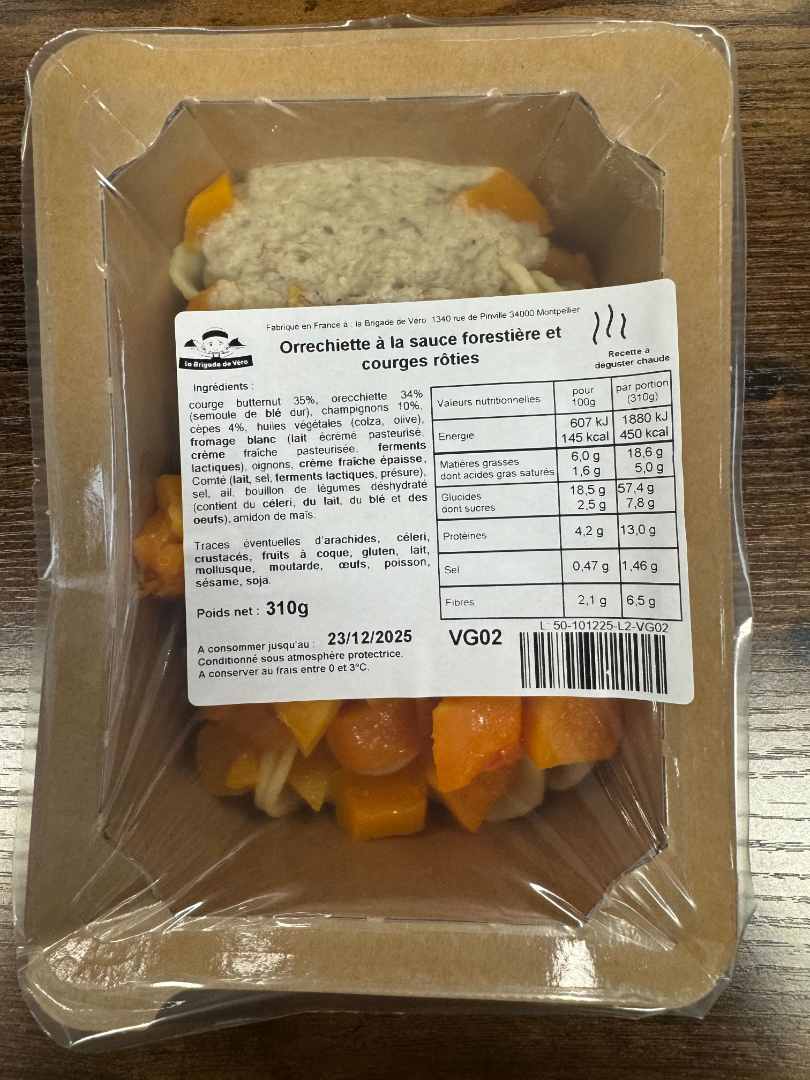 Fabriqué en France à : la Brigade de Véro 1340 rue de Pinville 34000 Montpellier
la Brigade de Véro
Orrechiette à la sauce forestière et
courges rôties
Recette à
déguster chaude
Ingrédients :
courge butternut 35%, orecchiette 34%
(semoule de blé dur), champignons 10%,
cèpes 4%, huiles végétales (colza, olive),
fromage blanc (lait écrémé pasteurisé,
crème fraîche pasteurisée, ferments
lactiques), oignons, crème fraîche épaisse,
Comté (lait, sel, ferments lactiques, présure),
sel, ail, bouillon de légumes déshydraté
(contient du céleri, du lait, du blé et des
oeufs), amidon de maïs.
Traces éventuelles d'arachides, céleri,
crustacés, fruits à coque, gluten, lait,
mollusque, moutarde, œufs, poisson,
sésame, soja.
Poids net : 310g
A consommer jusqu'au : 23/12/2025
Conditionné sous atmosphère protectrice.
A conserver au frais entre 0 et 3°C.
Valeurs nutritionnelles pour 100g par portion (310g)
Energie 607 kJ 1880 kJ
145 kcal 450 kcal
Matières grasses 6,0 g 18,6 g
dont acides gras saturés 1,6 g 5,0 g
Glucides 18,5 g 57,4 g
dont sucres 2,5 g 7,8 g
Protéines 4,2 g 13,0 g
Sel 0,47 g 1,46 g
Fibres 2,1 g 6,5 g
VG02
L: 50-101225-L2-VG02